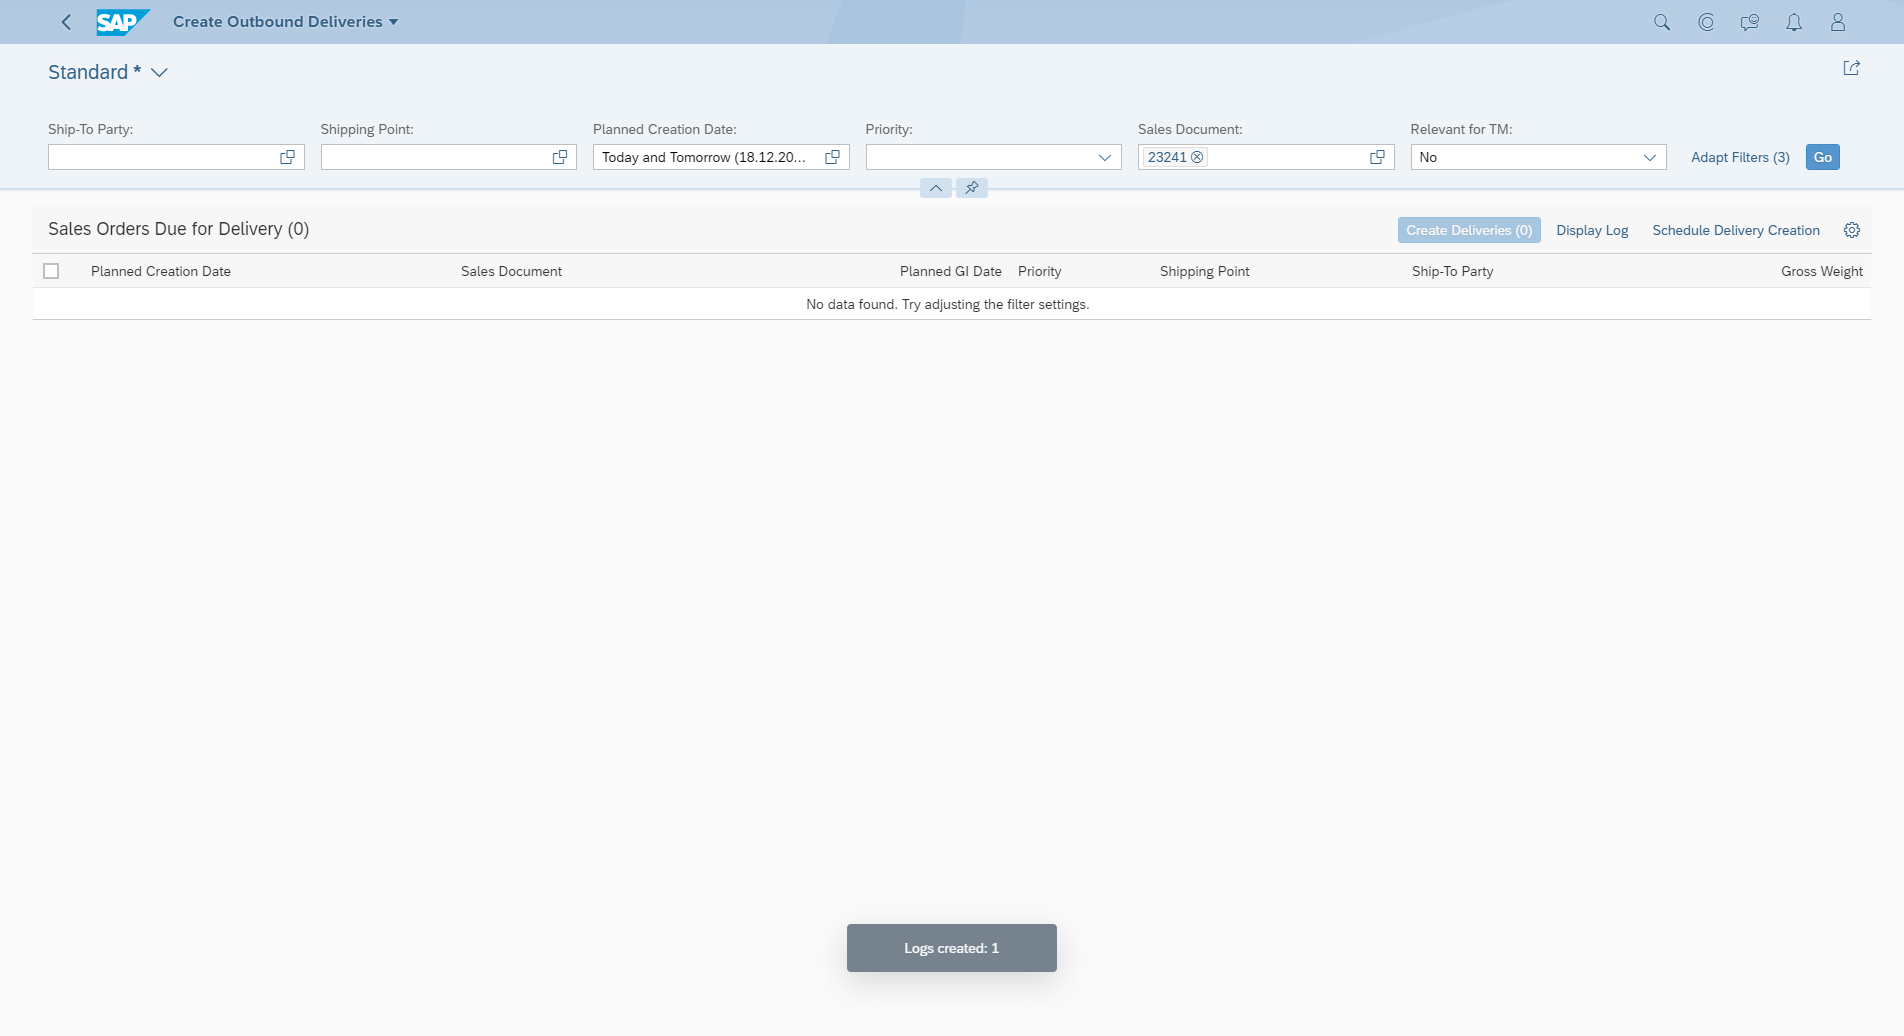 SAP
Create Outbound Deliveries
Standard *
Ship-To Party:
Shipping Point:
Planned Creation Date:
Priority:
Sales Document:
Relevant for TM:
Today and Tomorrow (18.12.20...
23241
No
Adapt Filters (3)
Go
Sales Orders Due for Delivery (0)
Create Deliveries (0)
Display Log
Schedule Delivery Creation
Planned Creation Date
Sales Document
Planned GI Date
Priority
Shipping Point
Ship-To Party
Gross Weight
No data found. Try adjusting the filter settings.
Logs created: 1